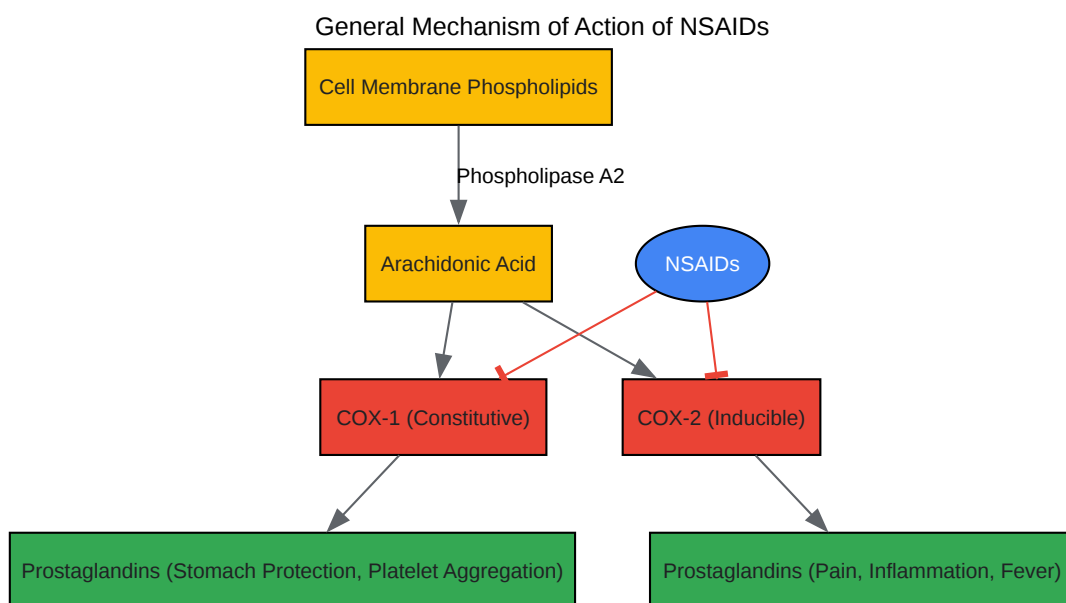 General Mechanism of Action of NSAIDs
Cell Membrane Phospholipids
Phospholipase A2
Arachidonic Acid
NSAIDs
COX-1 (Constitutive)
COX-2 (Inducible)
Prostaglandins (Stomach Protection, Platelet Aggregation)
Prostaglandins (Pain, Inflammation, Fever)